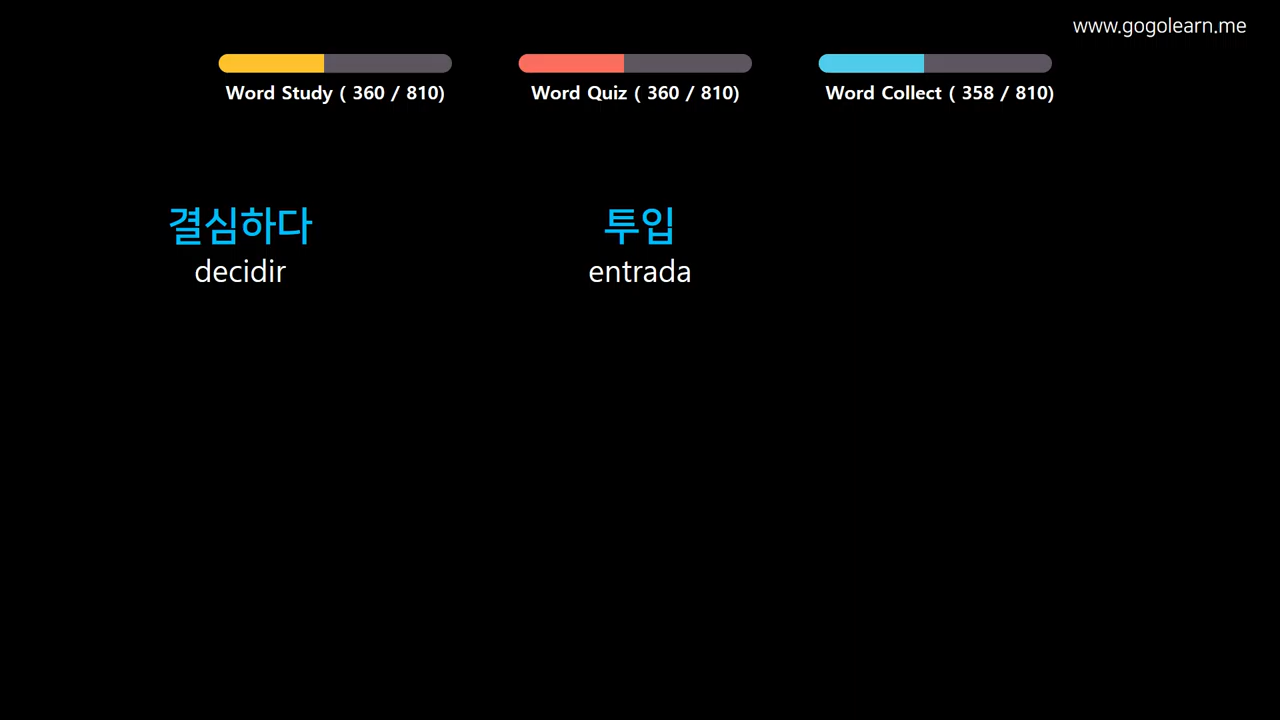 www.gogolearn.me
Word Study ( 360 / 810)
Word Quiz ( 360 / 810)
Word Collect ( 358 / 810)
결심하다
decidir
투입
entrada